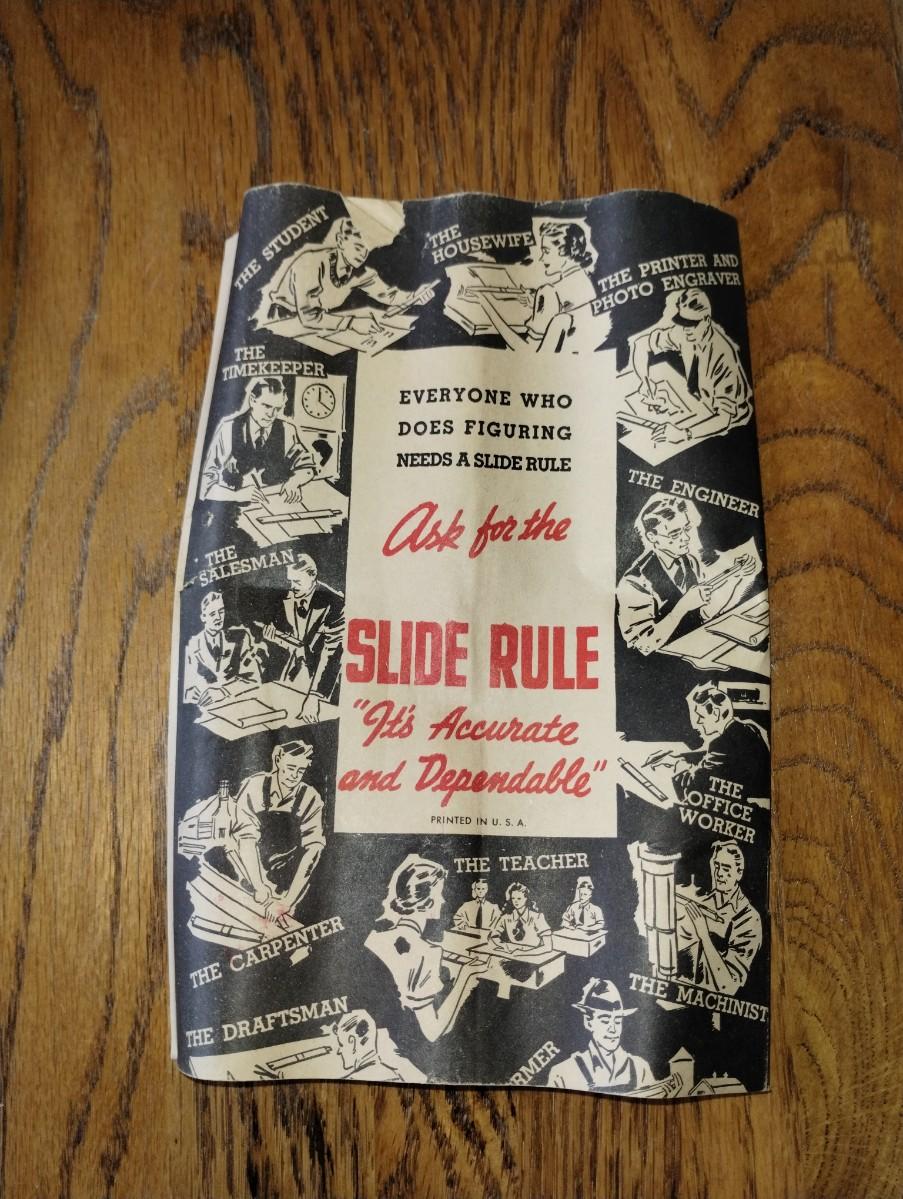 THE STUDENT
THE
HOUSEWIFE
THE PRINTER AND
PHOTO ENGRAVER
THE
TIMEKEEPER
EVERYONE WHO
DOES FIGURING
NEEDS A SLIDE RULE
Ask for the
SLIDE RULE
"It's Accurate
and Dependable"
PRINTED IN U. S. A.
THE ENGINEER
THE
SALESMAN
THE
OFFICE
WORKER
THE CARPENTER
THE TEACHER
THE MACHINIST
THE DRAFTSMAN
RMER